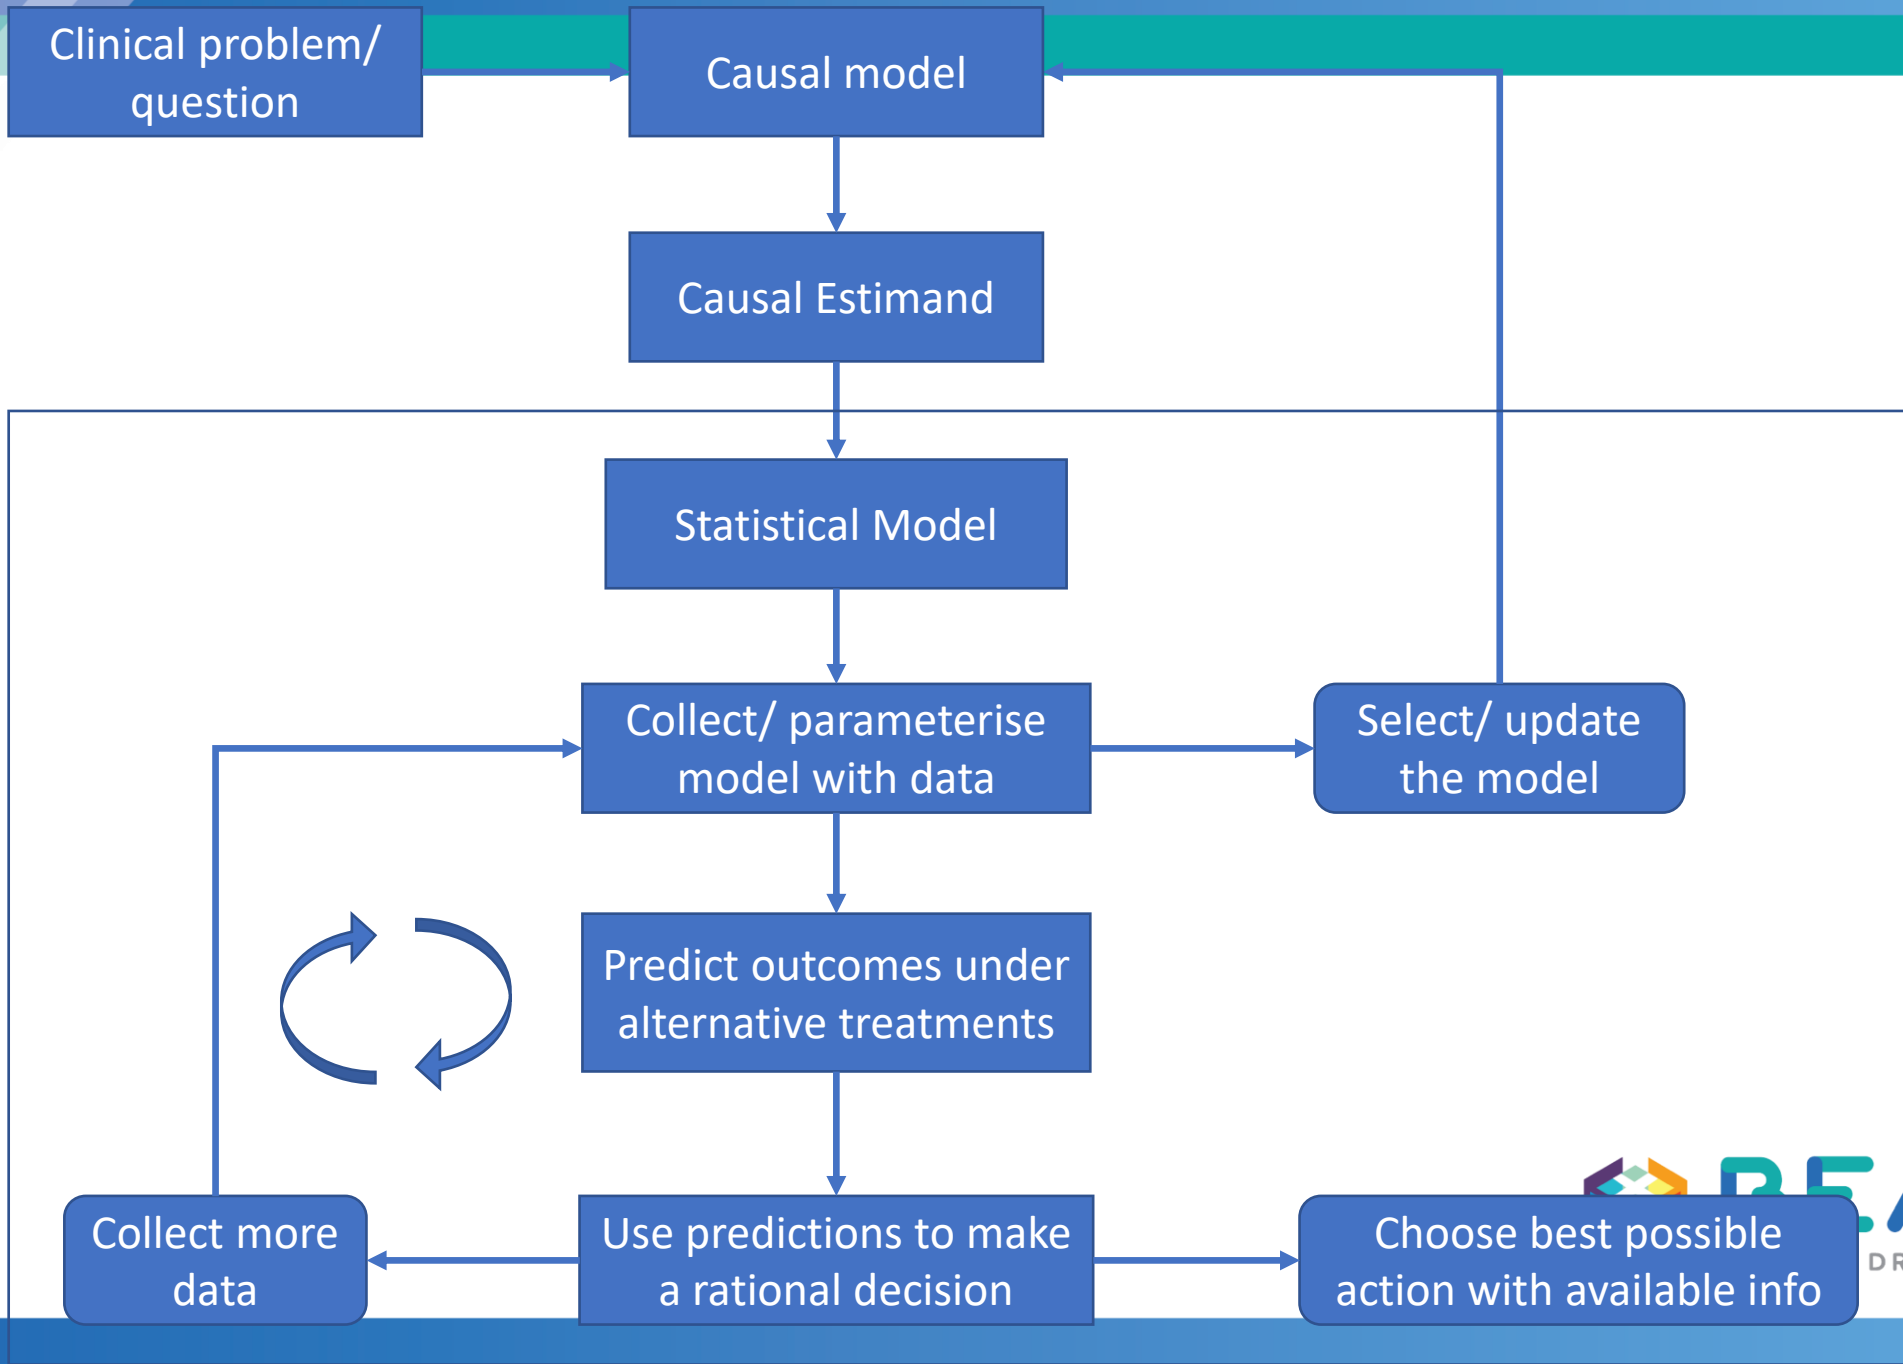 Clinical problem/
question
Causal model
Causal Estimand
Statistical Model
Collect/ parameterise
model with data
Select/ update
the model
Predict outcomes under
alternative treatments
Collect more
data
Use predictions to make
a rational decision
Choose best possible
action with available info